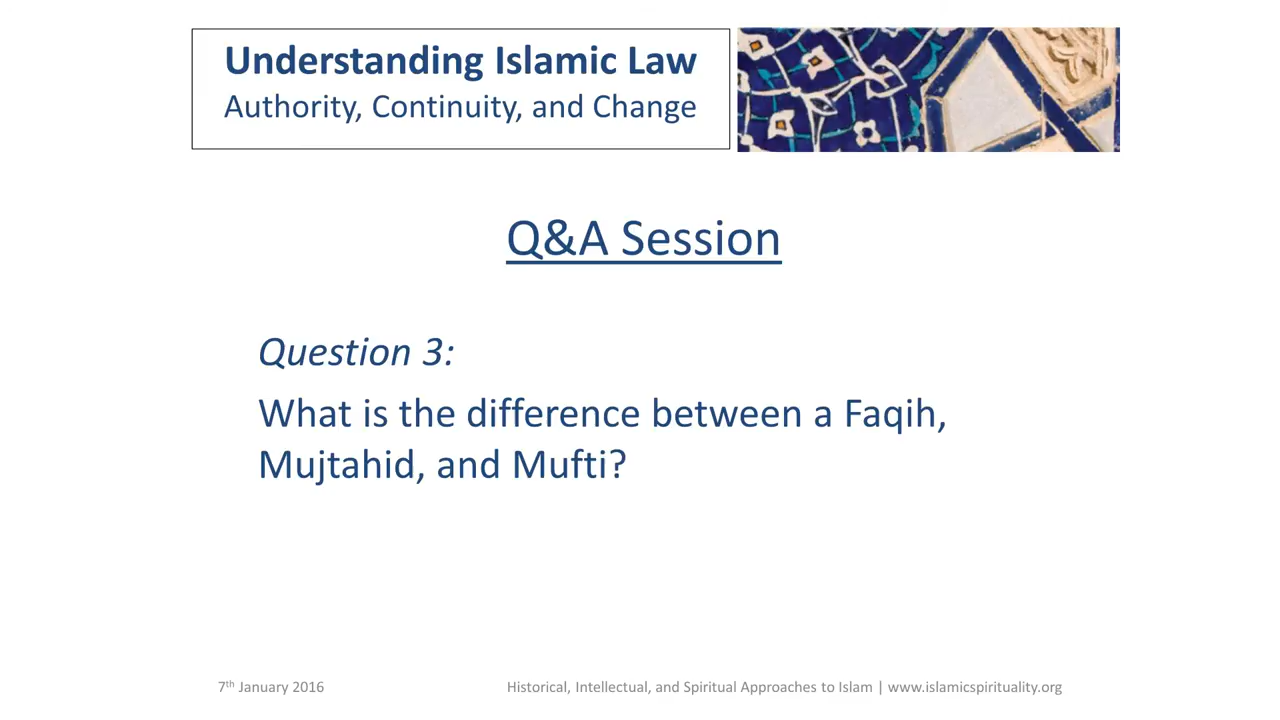 Understanding Islamic Law
Authority, Continuity, and Change
Q&A Session
Question 3:
What is the difference between a Faqih,
Mujtahid, and Mufti?
7th January 2016
Historical, Intellectual, and Spiritual Approaches to Islam | www.islamicspirituality.org